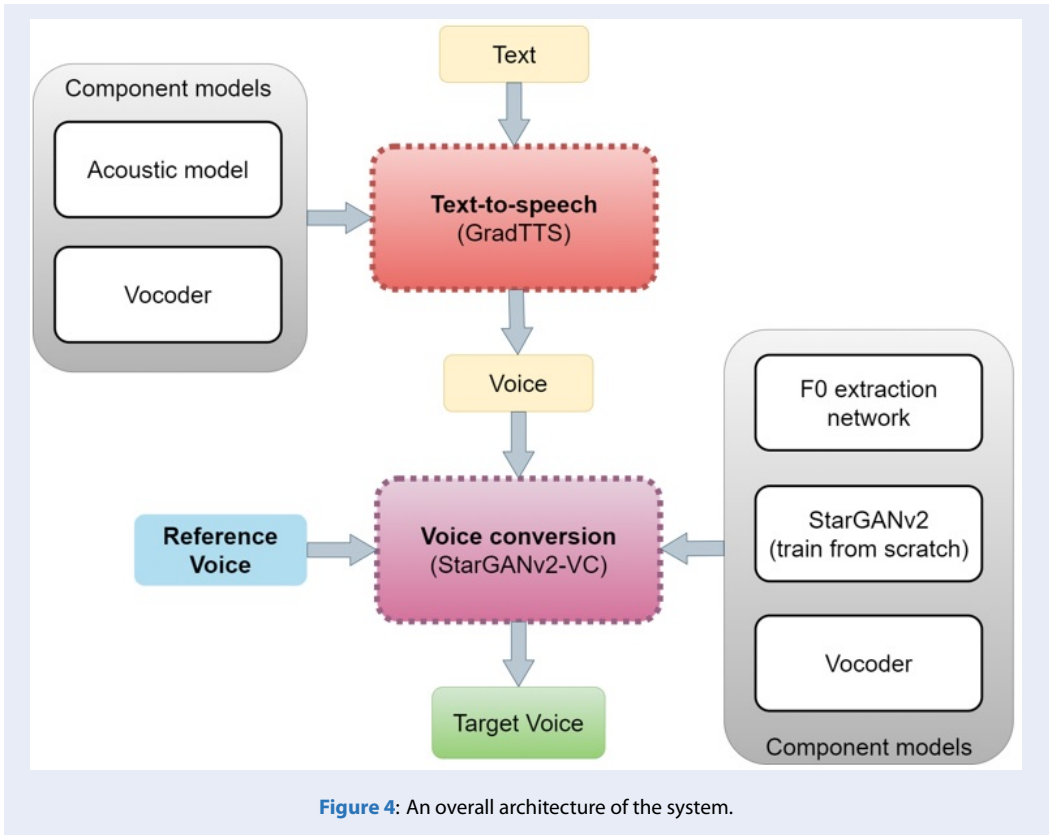 Text
Component models
Acoustic model
Vocoder
Text-to-speech
(GradTTS)
Voice
F0 extraction
network
StarGANv2
(train from scratch)
Vocoder
Component models
Reference
Voice
Voice conversion
(StarGANv2-VC)
Target Voice
Figure 4: An overall architecture of the system.